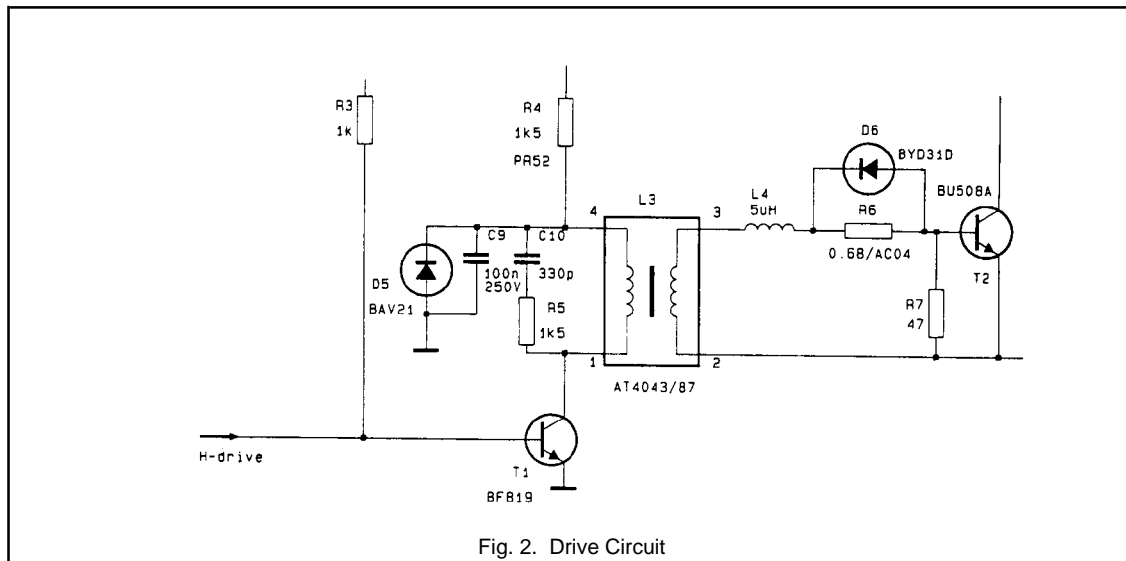 R3
1k
R4
1k5
PR52
D6
BYD31D
BU508A
L4
5uH
R6
0.68/AC04
T2
R7
47
L3
4
3
1
2
AT4043/87
C9
100n
250V
C10
330p
R5
1k5
D5
BAV21
H-drive
T1
BF819
Fig. 2. Drive Circuit